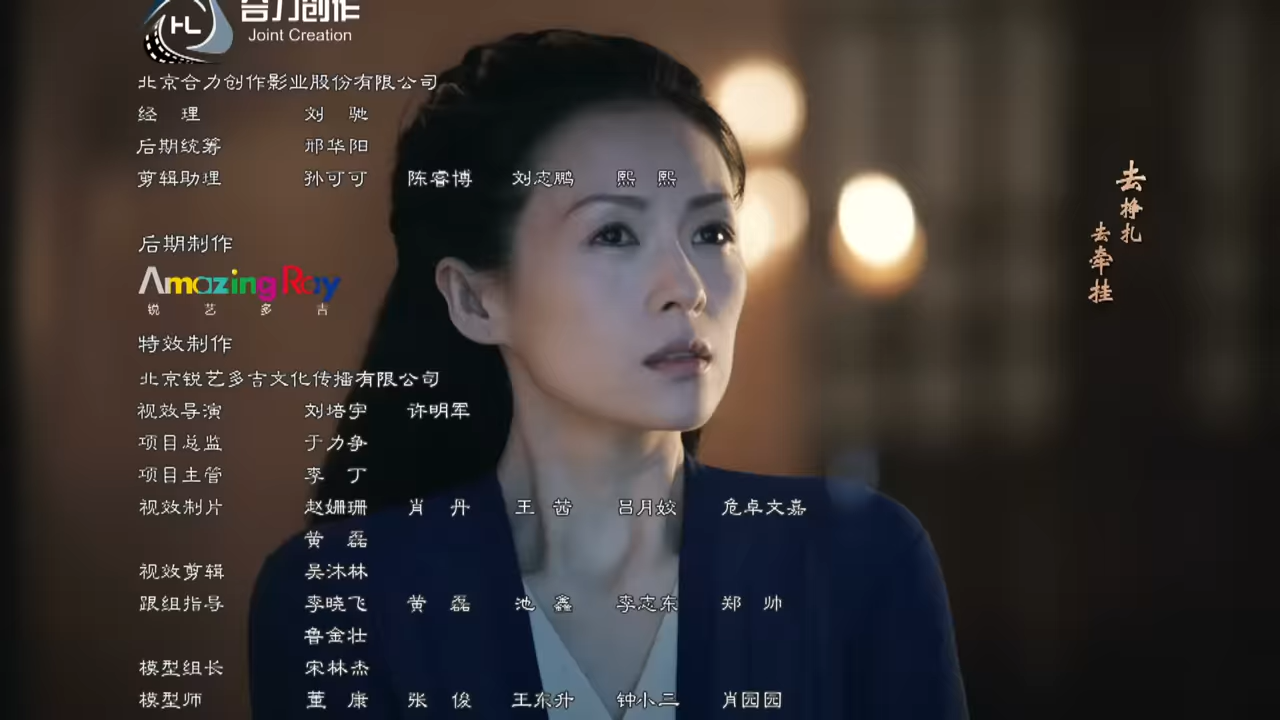 合力创作
HL
Joint Creation
北京合力创作影业股份有限公司
经 理 刘 驰
后期统筹 邢华阳
剪辑助理 孙可可 陈睿博 刘志鹏 熙 熙
后期制作
Amazing Ray
锐艺多吉
特效制作
北京锐艺多吉文化传播有限公司
视效导演 刘培宇 许明军
项目总监 于力争
项目主管 李 丁
视效制片 赵姗珊 肖 丹 王 茜 吕月姣 危卓文嘉
黄 磊
视效剪辑 吴沐林
跟组指导 李晓飞 黄 磊 池 鑫 李志东 郑 帅
鲁金壮
模型组长 宋林杰
模型师 董 康 张 俊 王东升 钟小三 肖园园
去挣扎
去牵挂